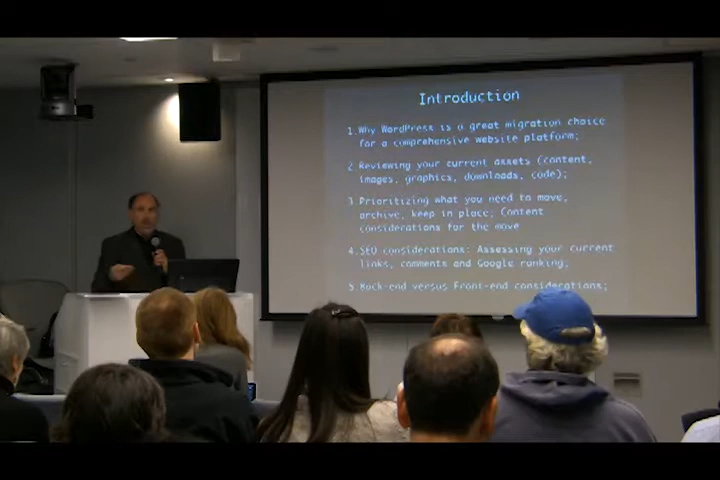 Introduction
1. Why WordPress is a great migration choice
for a comprehensive website platform;
2. Reviewing your current assets (content,
images, graphics, downloads, code);
3. Prioritizing what you need to move,
archive, keep in place, Content
considerations for the move
4. SEO considerations: Assessing your current
links, comments and Google ranking;
5. Back-end versus Front-end considerations;